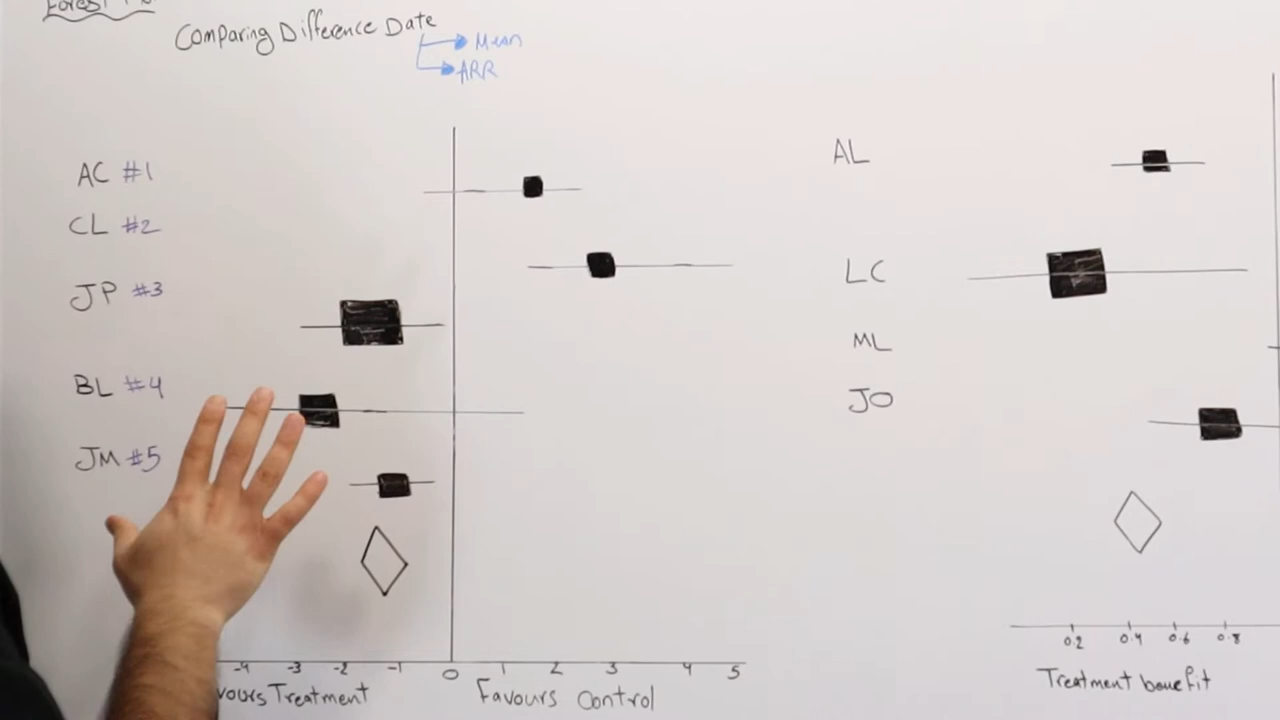 Forest
Comparing Difference Date
Mean
ARR
AC #1
CL #2
JP #3
BL #4
JM #5
-4 -3 -2 -1 0 1 2 3 4 5
vours Treatment Favours Control
AL
LC
ML
JO
0.2 0.4 0.6 0.8
Treatment benefit